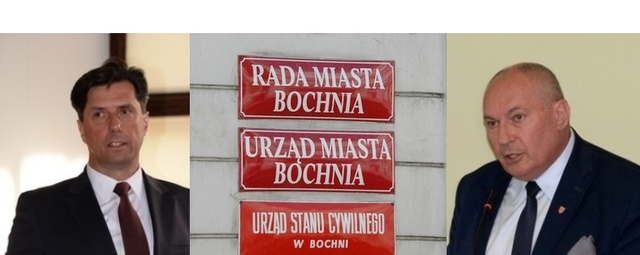 RADA MIASTA
BOCHNIA
URZĄD MIASTA
BOCHNIA
URZĄD STANU CYWILNEGO
W BOCHNI